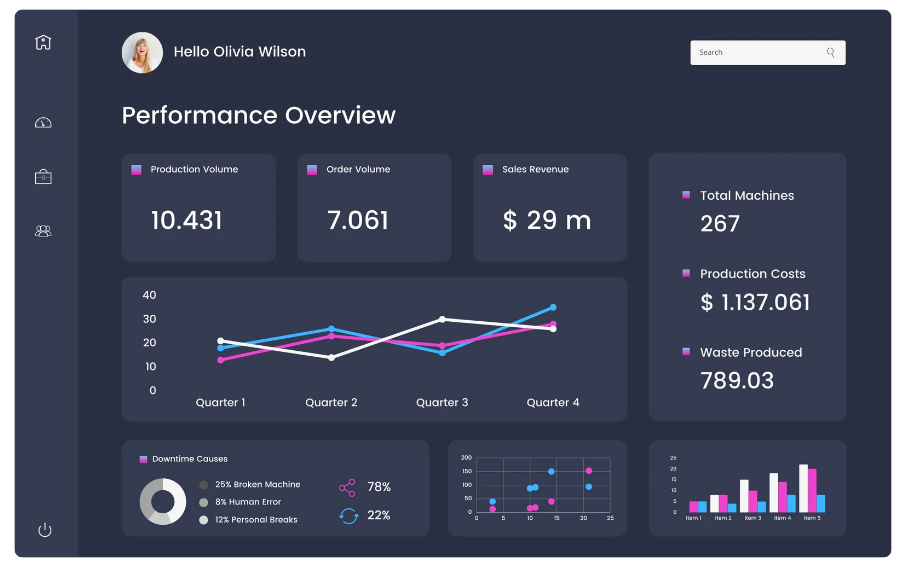 Hello Olivia Wilson
Search
Performance Overview
Production Volume
10.431
Order Volume
7.061
Sales Revenue
$ 29 m
Total Machines
267
Production Costs
$ 1.137.061
Waste Produced
789.03
40
30
20
10
0
Quarter 1 Quarter 2 Quarter 3 Quarter 4
Downtime Causes
25% Broken Machine
8% Human Error
12% Personal Breaks
78%
22%
200
150
100
50
0
0 5 10 15 20 25
25
20
15
10
5
0
Item 1 Item 2 Item 3 Item 4 Item 5